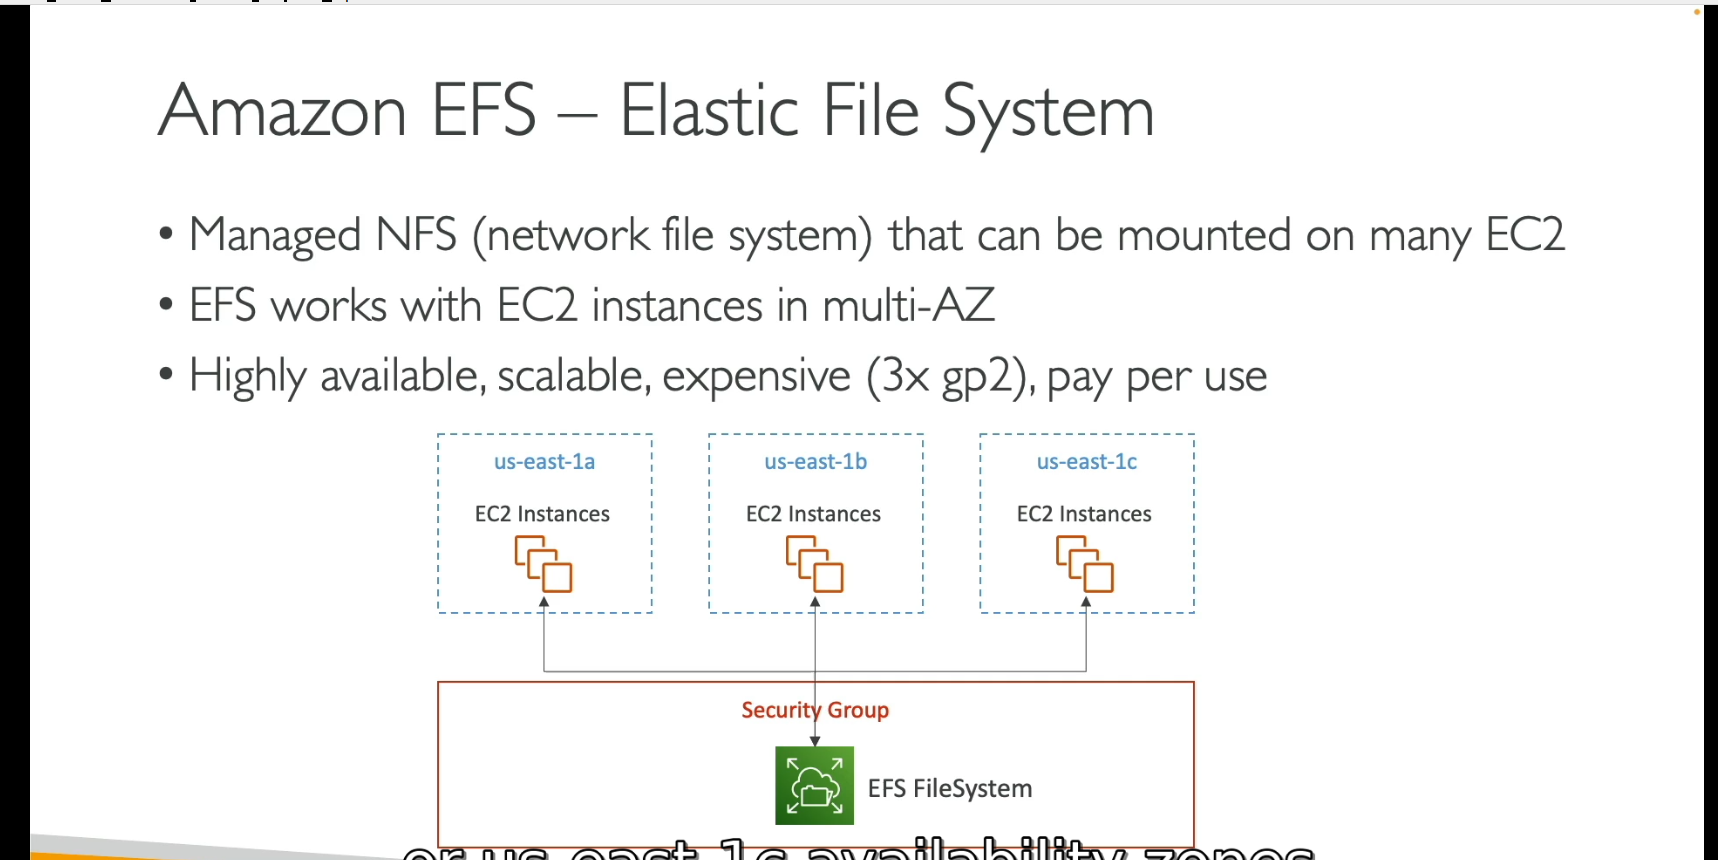 Amazon EFS – Elastic File System
• Managed NFS (network file system) that can be mounted on many EC2
• EFS works with EC2 instances in multi-AZ
• Highly available, scalable, expensive (3x gp2), pay per use
us-east-1a
us-east-1b
us-east-1c
EC2 Instances
EC2 Instances
EC2 Instances
Security Group
EFS FileSystem
or us-east-1c availability zones